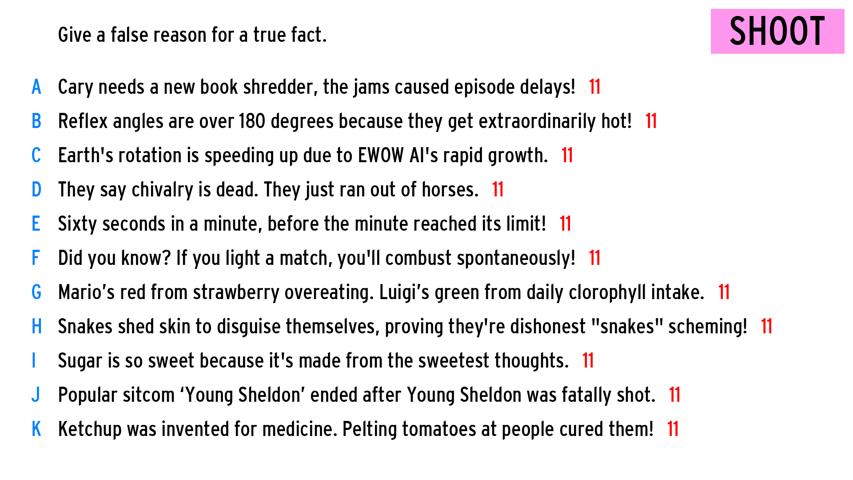 Give a false reason for a true fact.
SHOOT
A Cary needs a new book shredder, the jams caused episode delays! 11
B Reflex angles are over 180 degrees because they get extraordinarily hot! 11
C Earth's rotation is speeding up due to EWOW AI's rapid growth. 11
D They say chivalry is dead. They just ran out of horses. 11
E Sixty seconds in a minute, before the minute reached its limit! 11
F Did you know? If you light a match, you'll combust spontaneously! 11
G Mario's red from strawberry overeating. Luigi's green from daily clorophyll intake. 11
H Snakes shed skin to disguise themselves, proving they're dishonest "snakes" scheming! 11
I Sugar is so sweet because it's made from the sweetest thoughts. 11
J Popular sitcom ‘Young Sheldon’ ended after Young Sheldon was fatally shot. 11
K Ketchup was invented for medicine. Pelting tomatoes at people cured them! 11